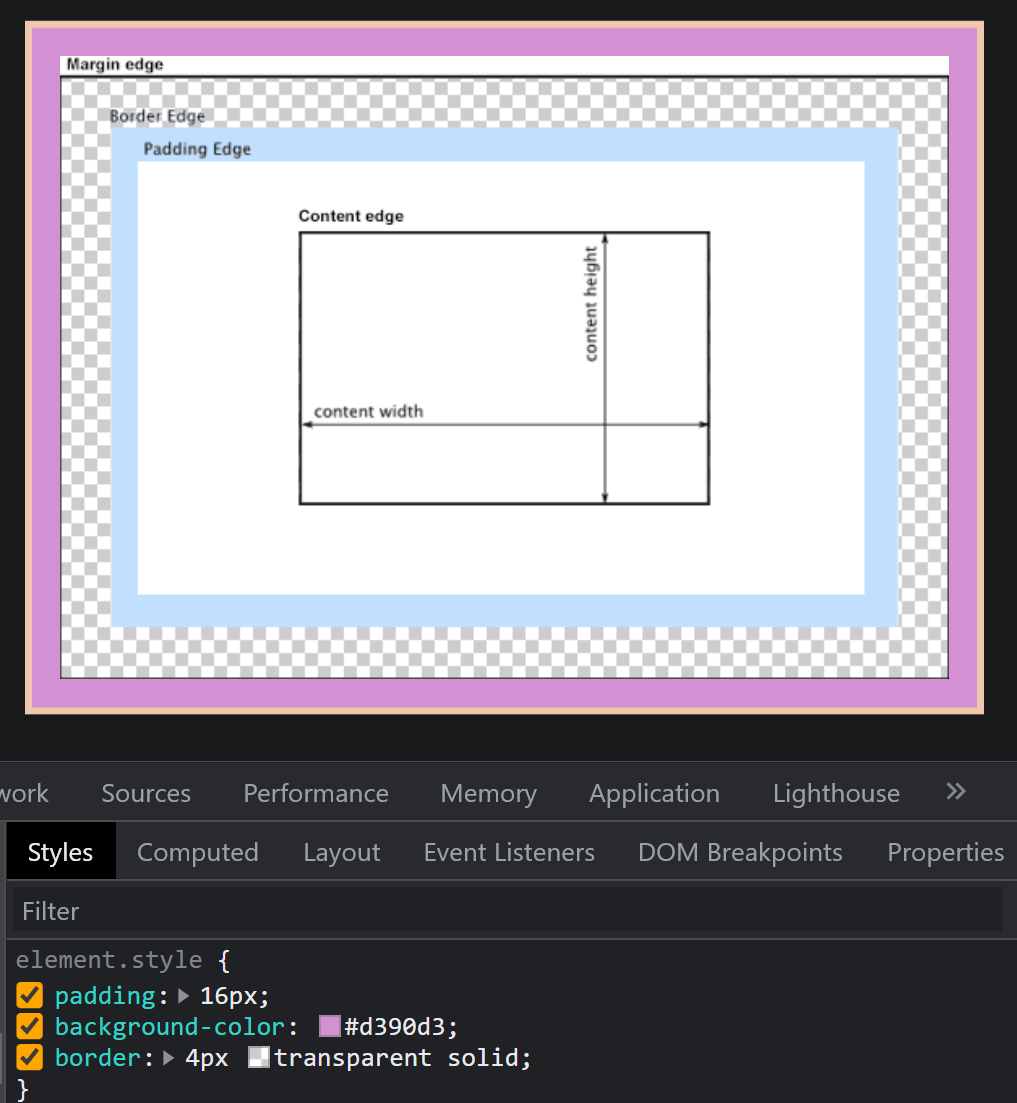 Margin edge
Border Edge
Padding Edge
Content edge
content height
content width
work Sources Performance Memory Application Lighthouse »
Styles Computed Layout Event Listeners DOM Breakpoints Properties
Filter
element.style {
padding: 16px;
background-color: #d390d3;
border: 4px transparent solid;
}